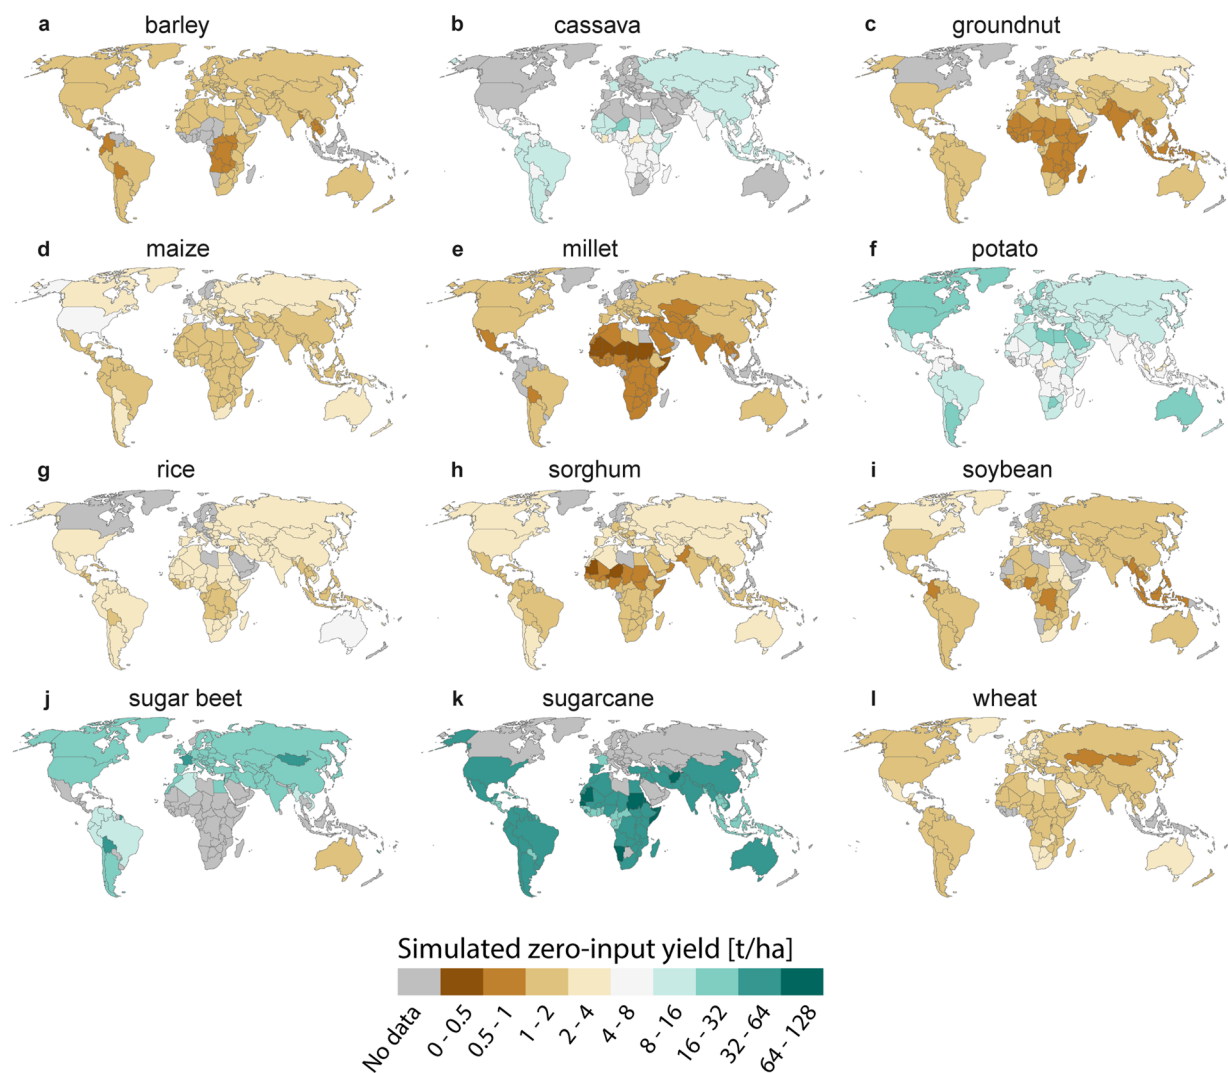 a barley
b cassava
c groundnut
d maize
e millet
f potato
g rice
h sorghum
i soybean
j sugar beet
k sugarcane
l wheat
Simulated zero-input yield [t/ha]
No data
0 - 0.5
0.5 - 1
1 - 2
2 - 4
4 - 8
8 - 16
16 - 32
32 - 64
64 - 128